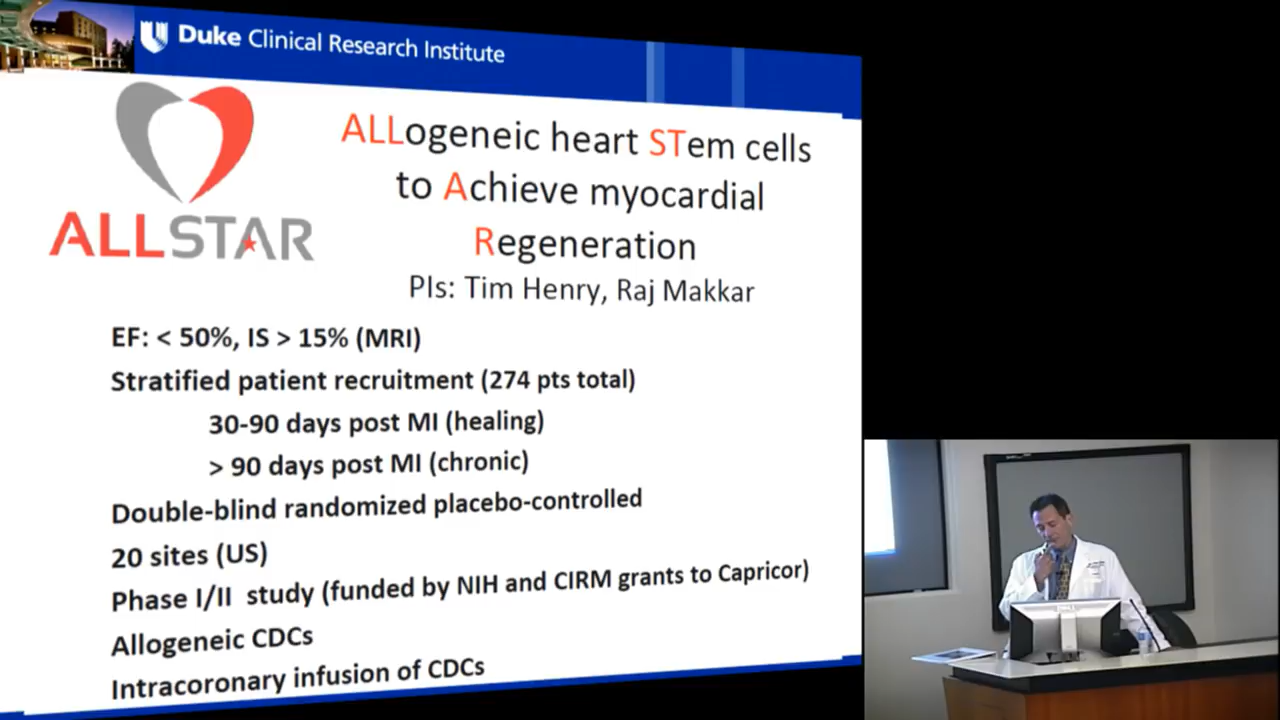 Duke Clinical Research Institute
ALLogeneic heart STem cells
to Achieve myocardial
Regeneration
ALLSTAR
PIs: Tim Henry, Raj Makkar
EF: < 50%, IS > 15% (MRI)
Stratified patient recruitment (274 pts total)
30-90 days post MI (healing)
> 90 days post MI (chronic)
Double-blind randomized placebo-controlled
20 sites (US)
Phase I/II study (funded by NIH and CIRM grants to Capricor)
Allogeneic CDCs
Intracoronary infusion of CDCs